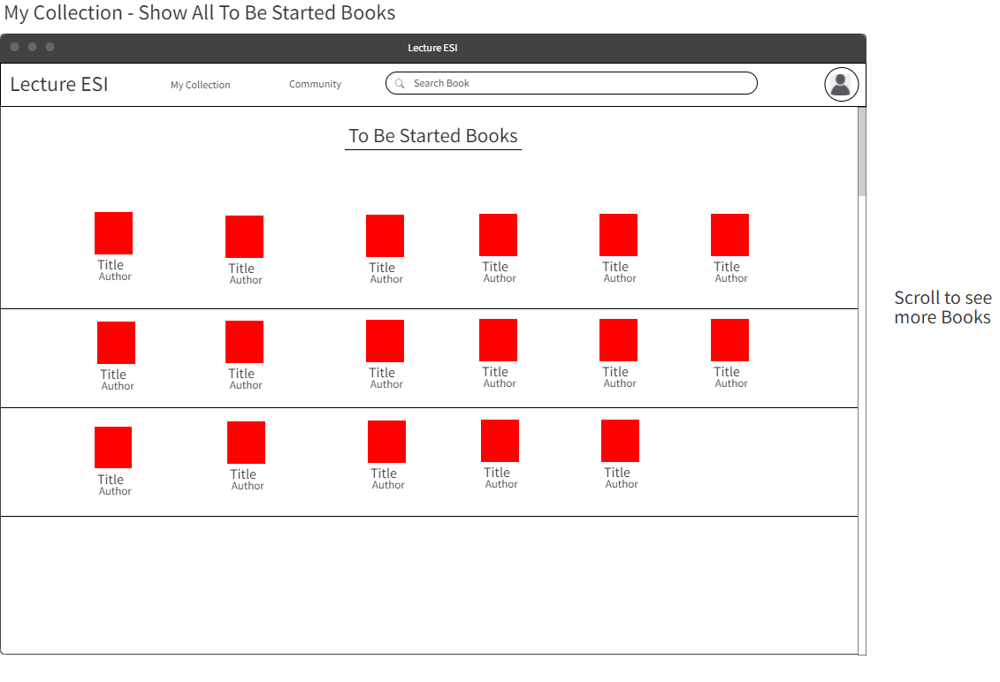 My Collection - Show All To Be Started Books
Lecture ESI
Lecture ESI
My Collection
Community
Search Book
To Be Started Books
Title Title Title Title Title Title
Author Author Author Author Author Author
Scroll to see
more Books
Title Title Title Title Title Title
Author Author Author Author Author Author
Title Title Title Title Title
Author Author Author Author Author